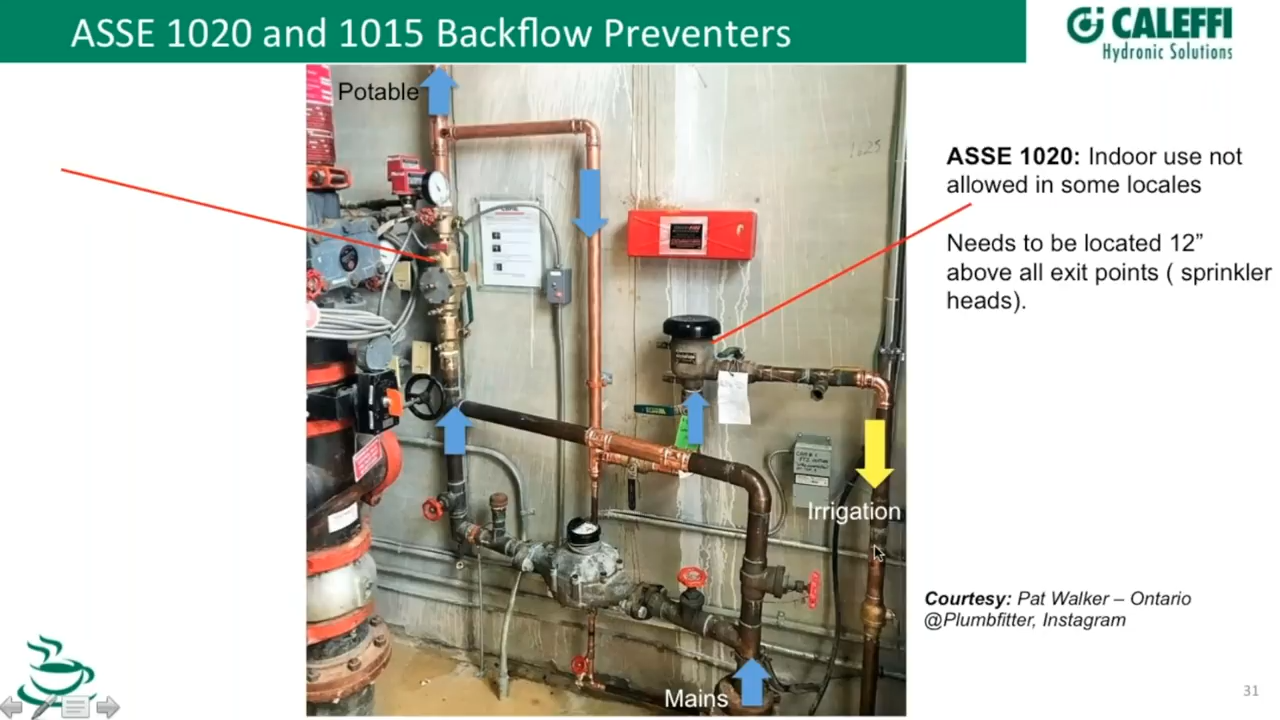 ASSE 1020 and 1015 Backflow Preventers
CALEFFI
Hydronic Solutions
Potable
ASSE 1020: Indoor use not
allowed in some locales
Needs to be located 12”
above all exit points ( sprinkler
heads).
Irrigation
Courtesy: Pat Walker – Ontario
@Plumbfitter, Instagram
Mains
31